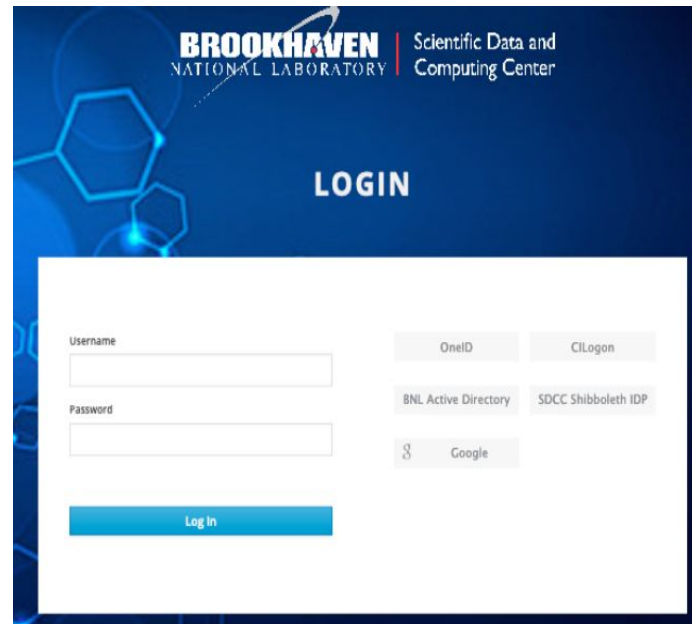 BROOKHAVEN
NATIONAL LABORATORY
Scientific Data and
Computing Center
LOGIN
Username
Password
Log In
OneID
CILogon
BNL Active Directory
SDCC Shibboleth IDP
Google